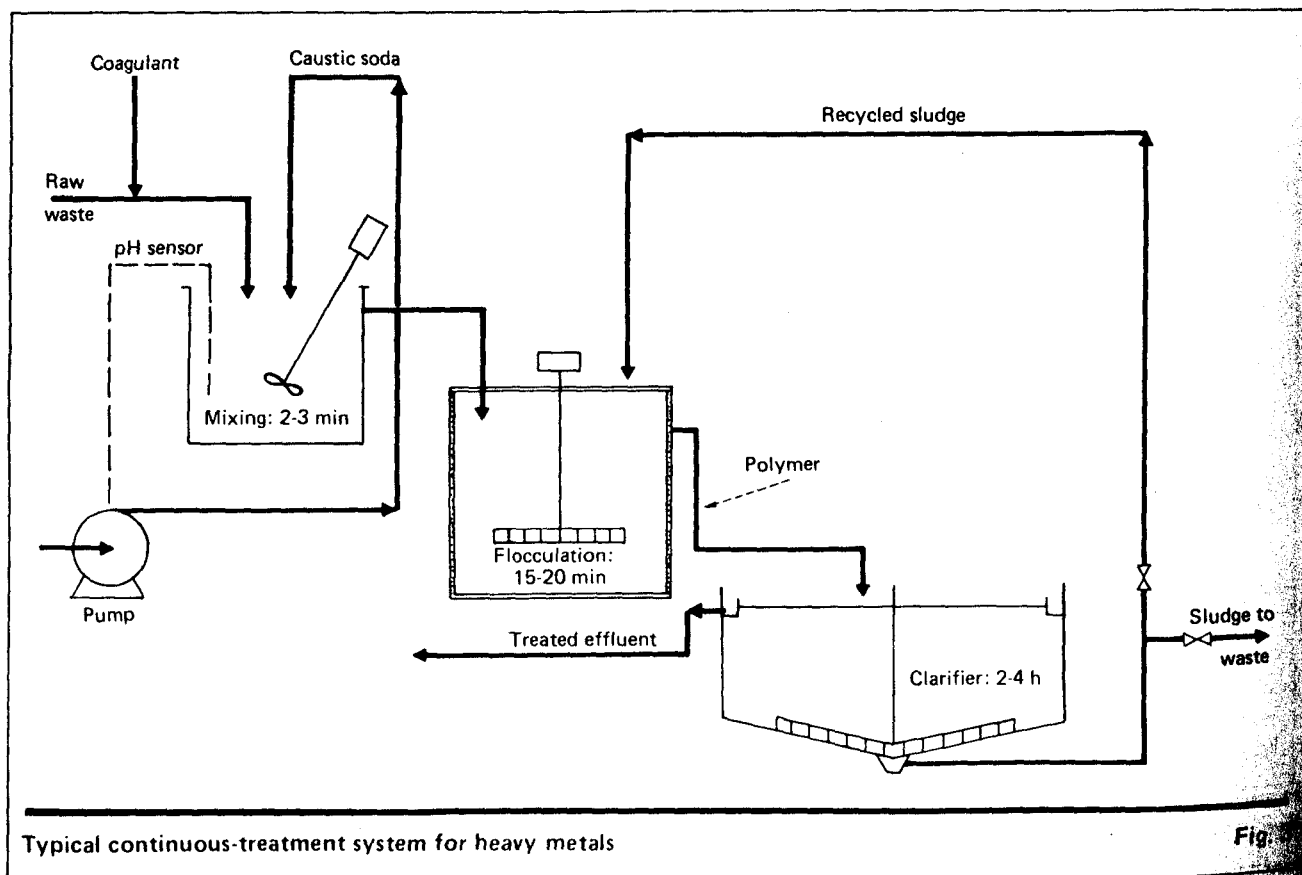 Coagulant
Caustic soda
Recycled sludge
Raw
waste
pH sensor
Mixing: 2-3 min
Polymer
Flocculation:
15-20 min
Pump
Treated effluent
Sludge to
waste
Clarifier: 2-4 h
Typical continuous-treatment system for heavy metals
Fig.